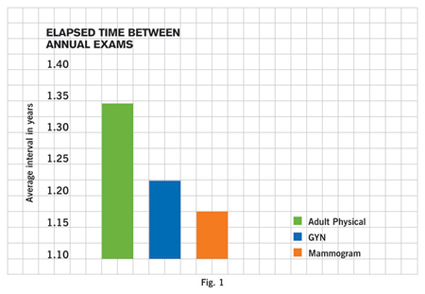 ELAPSED TIME BETWEEN
ANNUAL EXAMS
1.40
1.35
1.30
1.25
1.20
1.15
1.10
Average interval in years
Adult Physical
GYN
Mammogram
Fig. 1